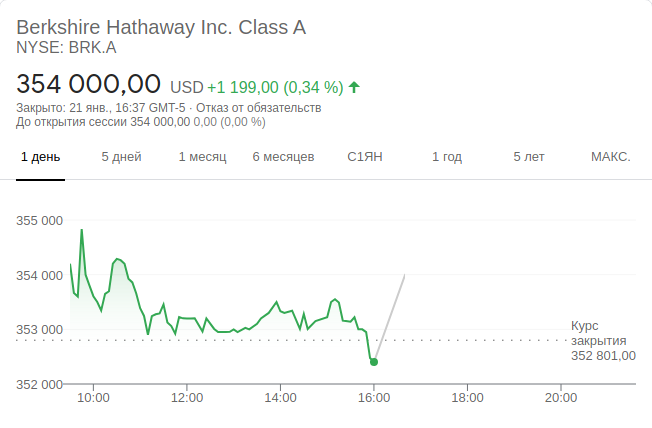 Berkshire Hathaway Inc. Class A
NYSE: BRK.A
354 000,00 USD +1 199,00 (0,34 %)
Закрыто: 21 янв., 16:37 GMT-5 · Отказ от обязательств
До открытия сессии 354 000,00 0,00 (0,00 %)
1 день 5 дней 1 месяц 6 месяцев С1ЯН 1 год 5 лет МАКС.
355 000
354 000
353 000
Курс
закрытия
352 801,00
352 000
10:00 12:00 14:00 16:00 18:00 20:00